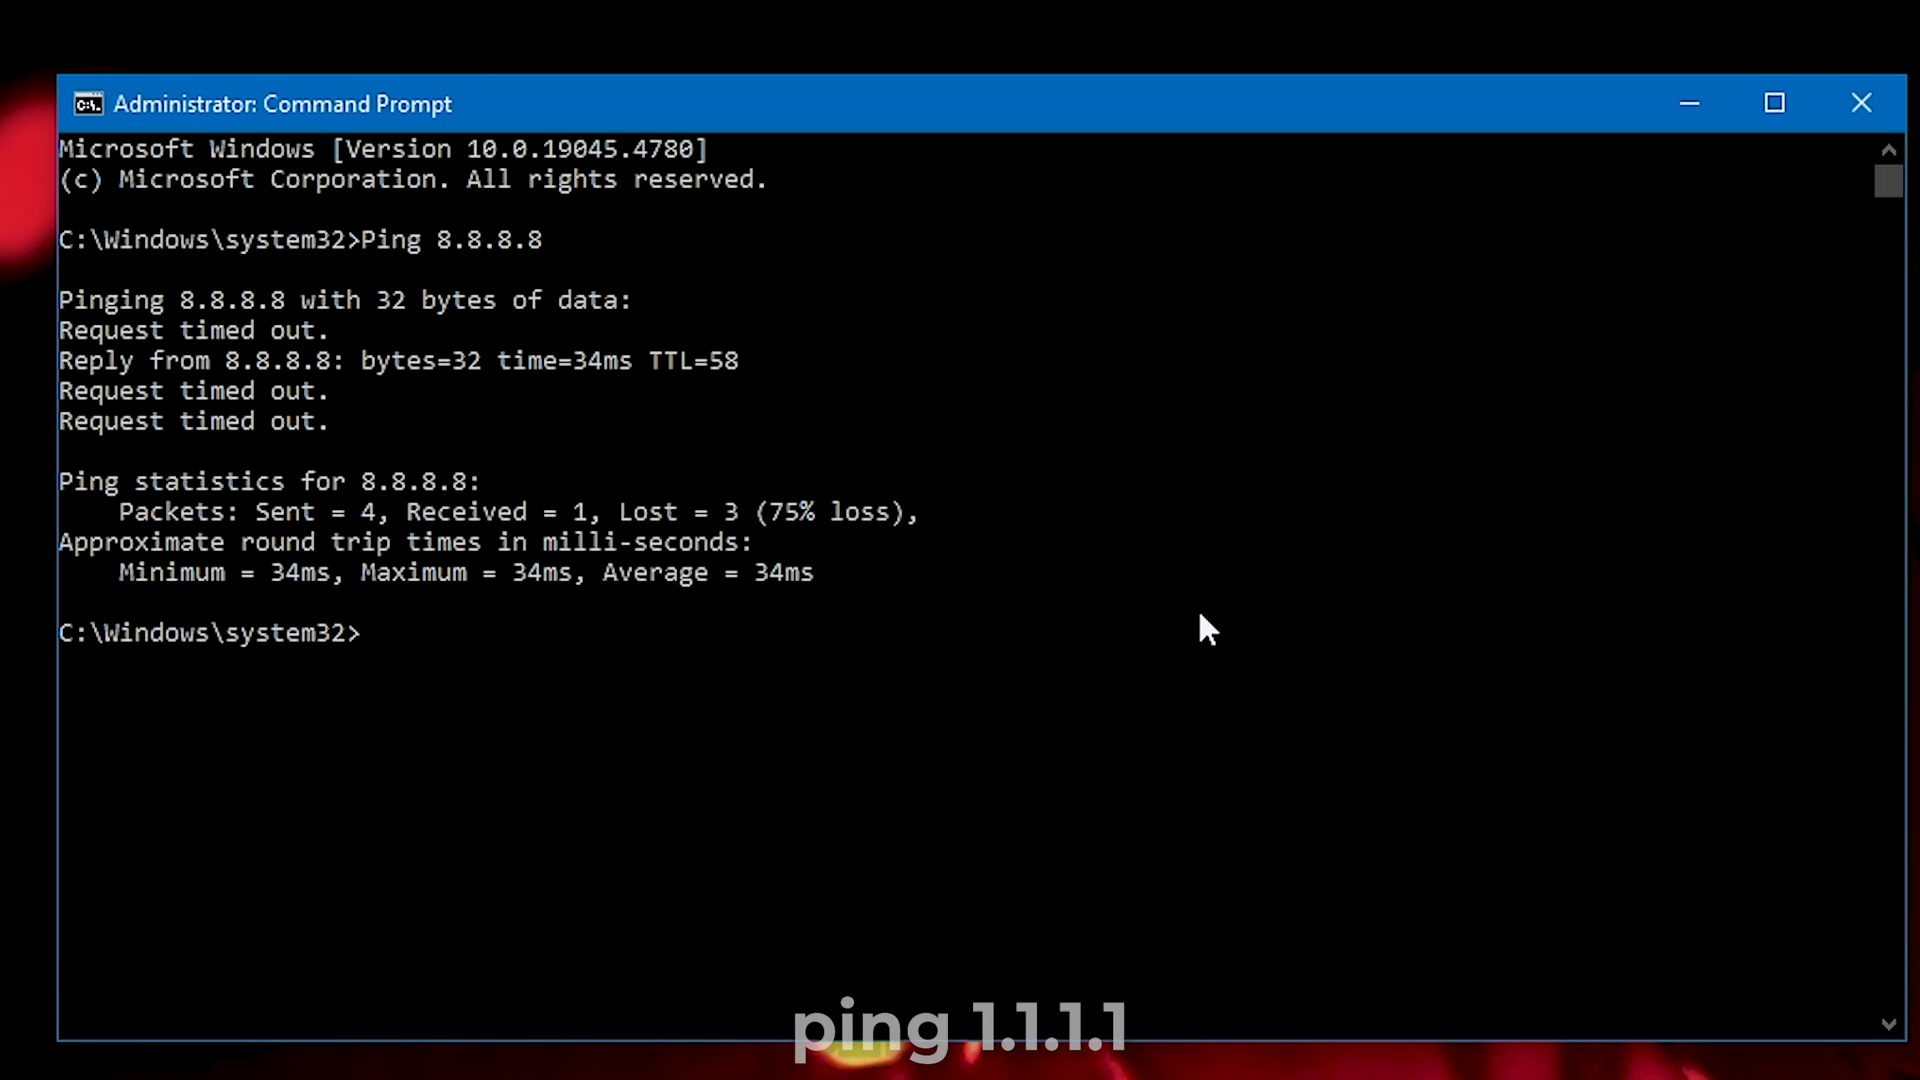 Administrator: Command Prompt
Microsoft Windows [Version 10.0.19045.4780]
(c) Microsoft Corporation. All rights reserved.
C:\Windows\system32>Ping 8.8.8.8
Pinging 8.8.8.8 with 32 bytes of data:
Request timed out.
Reply from 8.8.8.8: bytes=32 time=34ms TTL=58
Request timed out.
Request timed out.
Ping statistics for 8.8.8.8:
Packets: Sent = 4, Received = 1, Lost = 3 (75% loss),
Approximate round trip times in milli-seconds:
Minimum = 34ms, Maximum = 34ms, Average = 34ms
C:\Windows\system32>
ping 1.1.1.1